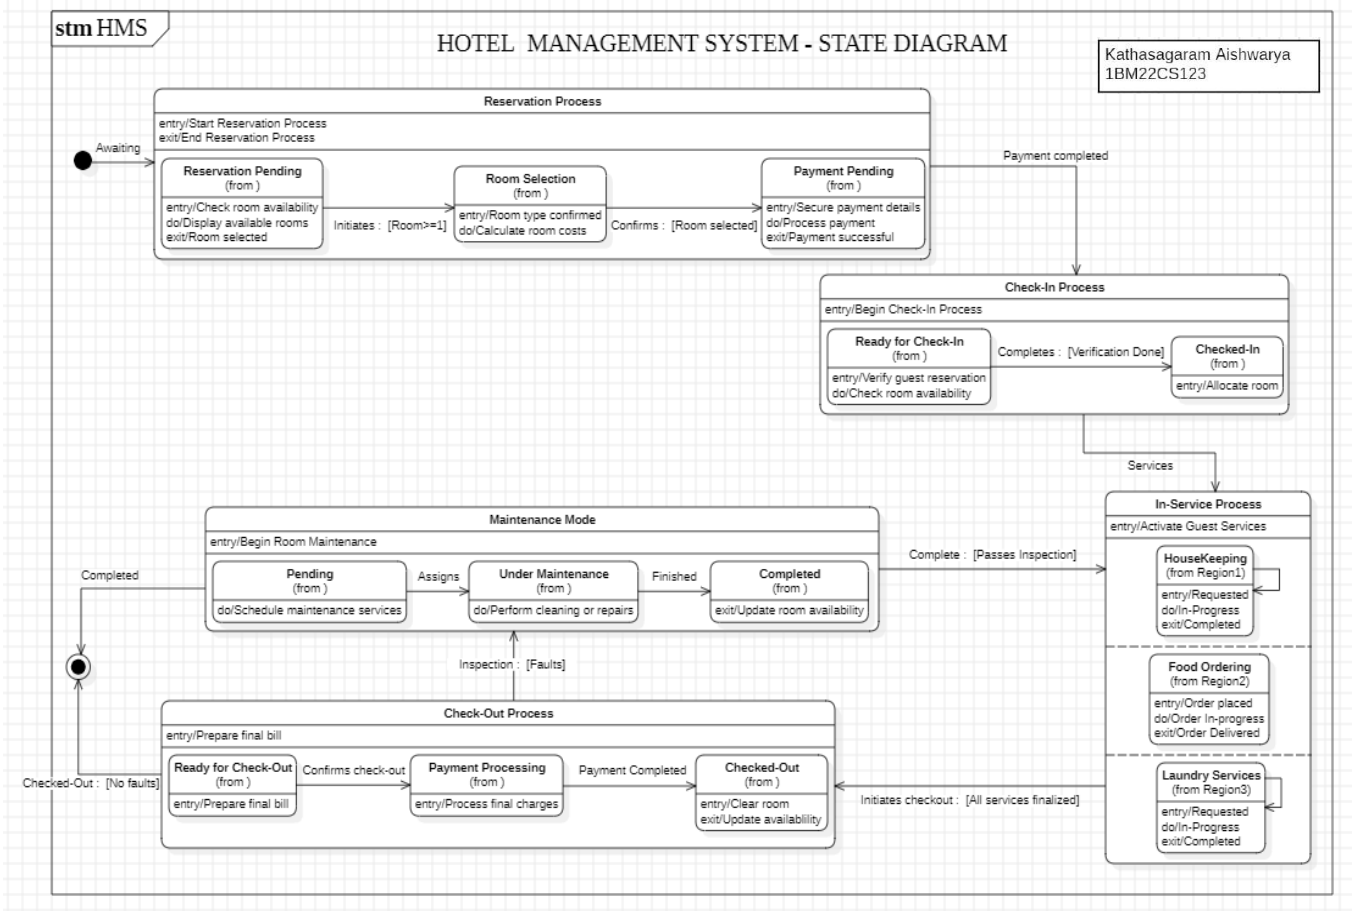 stm HMS
HOTEL MANAGEMENT SYSTEM - STATE DIAGRAM
Kathasagaram Aishwarya
1BM22CS123
Reservation Process
entry/Start Reservation Process
exit/End Reservation Process
Awaiting
Reservation Pending
(from )
entry/Check room availability
do/Display available rooms
exit/Room selected
Initiates : [Room>=1]
Room Selection
(from )
entry/Room type confirmed
do/Calculate room costs
Confirms : [Room selected]
Payment Pending
(from )
entry/Secure payment details
do/Process payment
exit/Payment successful
Payment completed
Check-In Process
entry/Begin Check-In Process
Ready for Check-In
(from )
entry/Verify guest reservation
do/Check room availability
Completes : [Verification Done]
Checked-In
(from )
entry/Allocate room
Services
In-Service Process
entry/Activate Guest Services
HouseKeeping
(from Region1)
entry/Requested
do/In-Progress
exit/Completed
Food Ordering
(from Region2)
entry/Order placed
do/Order In-progress
exit/Order Delivered
Laundry Services
(from Region3)
entry/Requested
do/In-Progress
exit/Completed
Maintenance Mode
entry/Begin Room Maintenance
Pending
(from )
do/Schedule maintenance services
Assigns
Under Maintenance
(from )
do/Perform cleaning or repairs
Finished
Completed
(from )
exit/Update room availability
Complete : [Passes Inspection]
Completed
Inspection : [Faults]
Check-Out Process
entry/Prepare final bill
Ready for Check-Out
(from )
entry/Prepare final bill
Confirms check-out
Payment Processing
(from )
entry/Process final charges
Payment Completed
Checked-Out
(from )
entry/Clear room
exit/Update availablility
Initiates checkout : [All services finalized]
Checked-Out : [No faults]